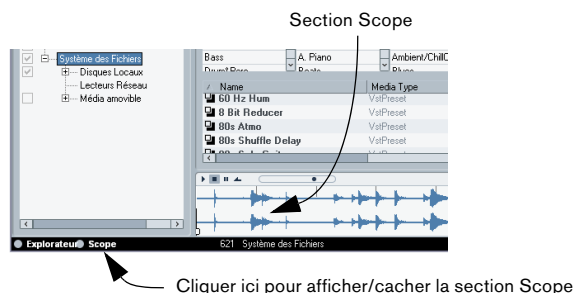 Section Scope
Système des Fichiers
Disques Locaux
Lecteurs Réseau
Média amovible
Bass
A. Piano
Ambient/ChillO
Name
Media Type
60 Hz Hum
VstPreset
8 Bit Reducer
VstPreset
80s Atmo
VstPreset
80s Shuffle Delay
VstPreset
Explorateur
Scope
621 Système des Fichiers
Cliquer ici pour afficher/cacher la section Scope